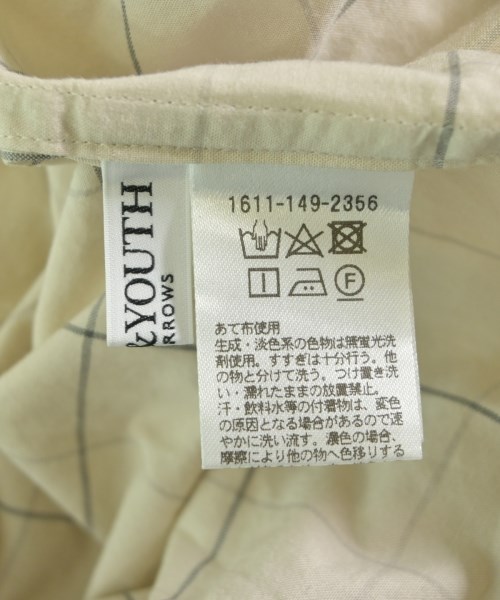 &YOUTH
RROWS
1611-149-2356
F
あて布使用
生成・淡色系の色物は無蛍光洗
剤使用。すすぎは十分行う。他
の物と分けて洗う。つけ置き洗
い・濡れたままの放置禁止。
汗・飲料水等の付着物は、変色
の原因となる場合があるので速
やかに洗い流す。濃色の場合、
摩擦により他の物へ色移りする